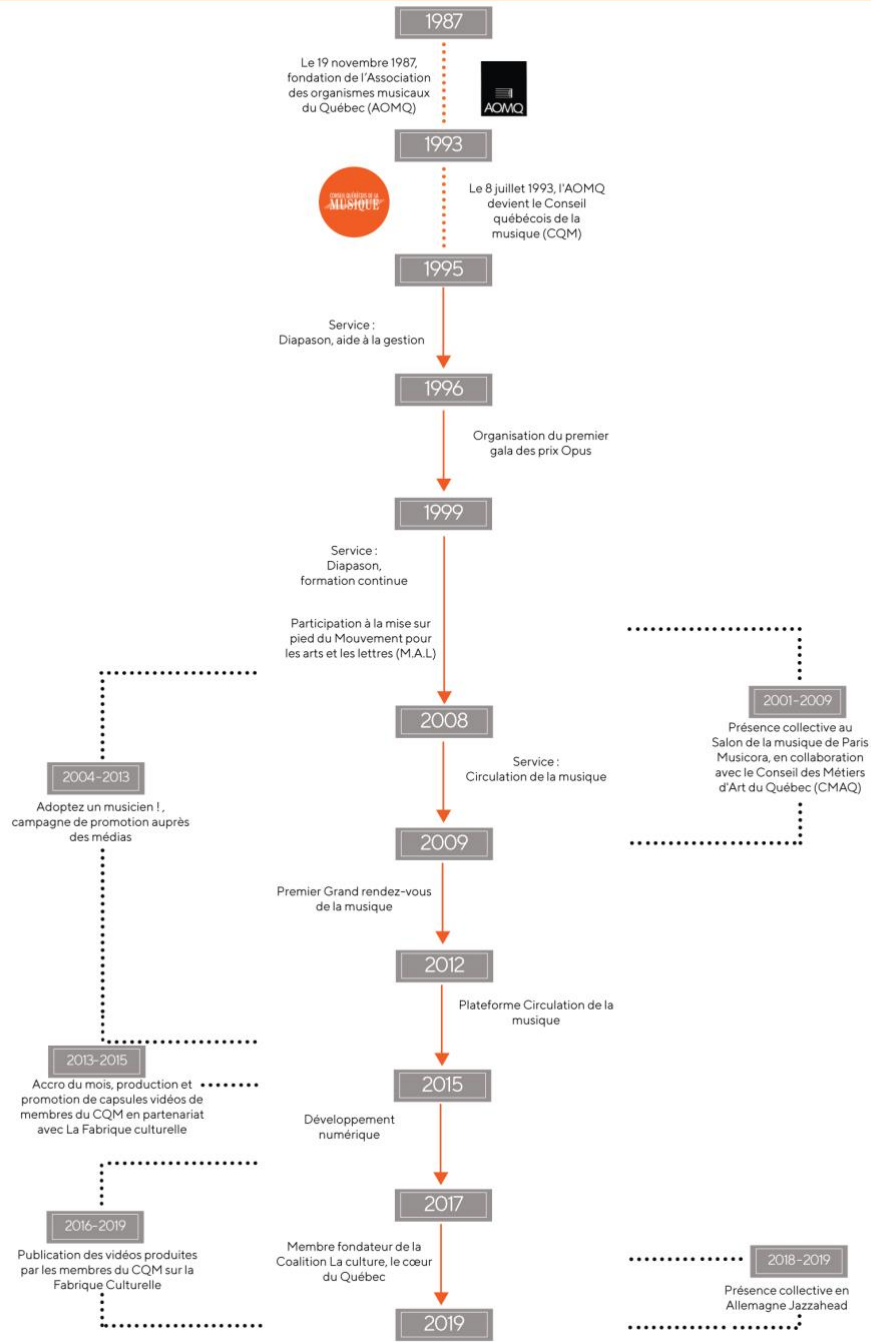 1987
Le 19 novembre 1987,
fondation de l'Association
des organismes musicaux
du Québec (AOMQ)
AOMQ
1993
CONSEIL QUÉBÉCOIS DE LA
MUSIQUE
Le 8 juillet 1993, l'AOMQ
devient le Conseil
québécois de la
musique (CQM)
1995
Service :
Diapason, aide à la gestion
1996
Organisation du premier
gala des prix Opus
1999
Service :
Diapason,
formation continue
Participation à la mise sur
pied du Mouvement pour
les arts et les lettres (M.A.L)
2001-2009
Présence collective au
Salon de la musique de Paris
Musicora, en collaboration
avec le Conseil des Métiers
d'Art du Québec (CMAQ)
2004-2013
Adoptez un musicien ! ,
campagne de promotion auprès
des médias
2008
Service :
Circulation de la musique
2009
Premier Grand rendez-vous
de la musique
2012
Plateforme Circulation de la
musique
2013-2015
Accro du mois, production et
promotion de capsules vidéos de
membres du CQM en partenariat
avec La Fabrique culturelle
2015
Développement
numérique
2017
2016-2019
Publication des vidéos produites
par les membres du CQM sur la
Fabrique Culturelle
Membre fondateur de la
Coalition La culture, le cœur
du Québec
2018-2019
Présence collective en
Allemagne Jazzahead
2019